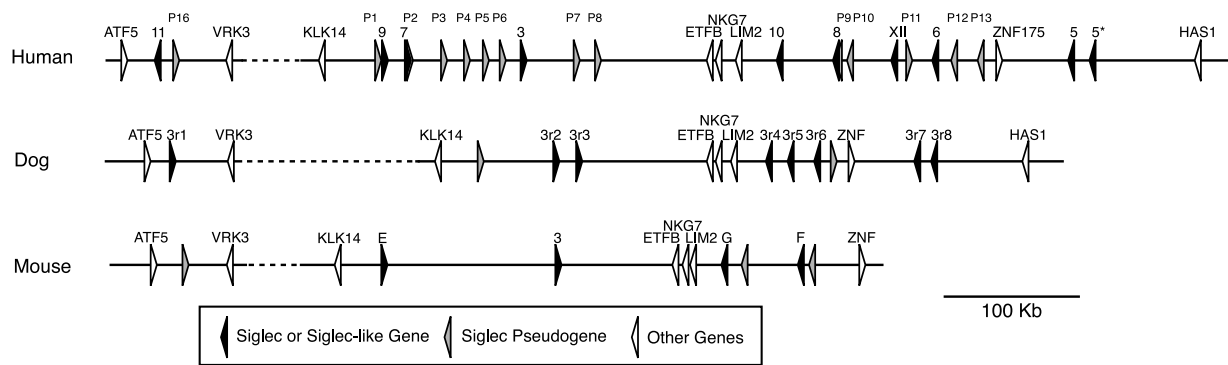 P16 P1 P2 P3 P4 P5 P6 P7 P8 NKG7 P9 P10 P11 P12 P13
ATF5 11 VRK3 KLK14 9 7 3 ETFB LIM2 10 8 XII 6 ZNF175 5 5* HAS1
Human
NKG7
ATF5 3r1 VRK3 KLK14 3r2 3r3 ETFB LIM2 3r4 3r5 3r6 ZNF 3r7 3r8 HAS1
Dog
NKG7
ATF5 VRK3 KLK14 E 3 ETFB LIM2 G F ZNF
Mouse
100 Kb
Siglec or Siglec-like Gene Siglec Pseudogene Other Genes